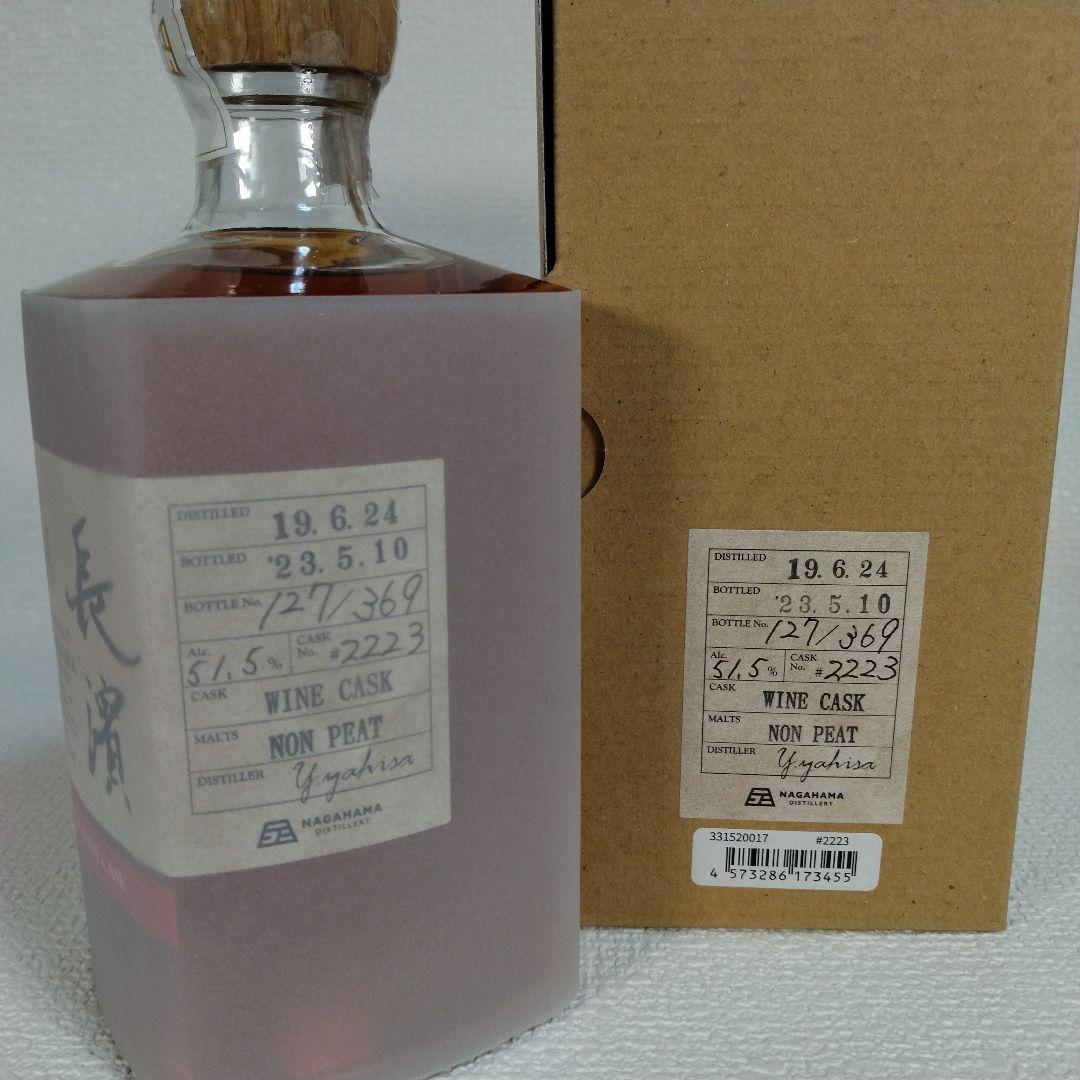 長濱
DISTILLED 19. 6. 24
BOTTLED '23. 5. 10
BOTTLE No. 127/369
Alc. 51.5 % CASK No. #2223
CASK WINE CASK
MALTS NON PEAT
DISTILLER Y.yahisa
NAGAHAMA
DISTILLERY
DISTILLED 19. 6. 24
BOTTLED '23. 5. 10
BOTTLE No. 127/369
Alc. 51.5 % CASK No. #2223
CASK WINE CASK
MALTS NON PEAT
DISTILLER Y.yahisa
NAGAHAMA
DISTILLERY
331520017 #2223
4 573286 173455